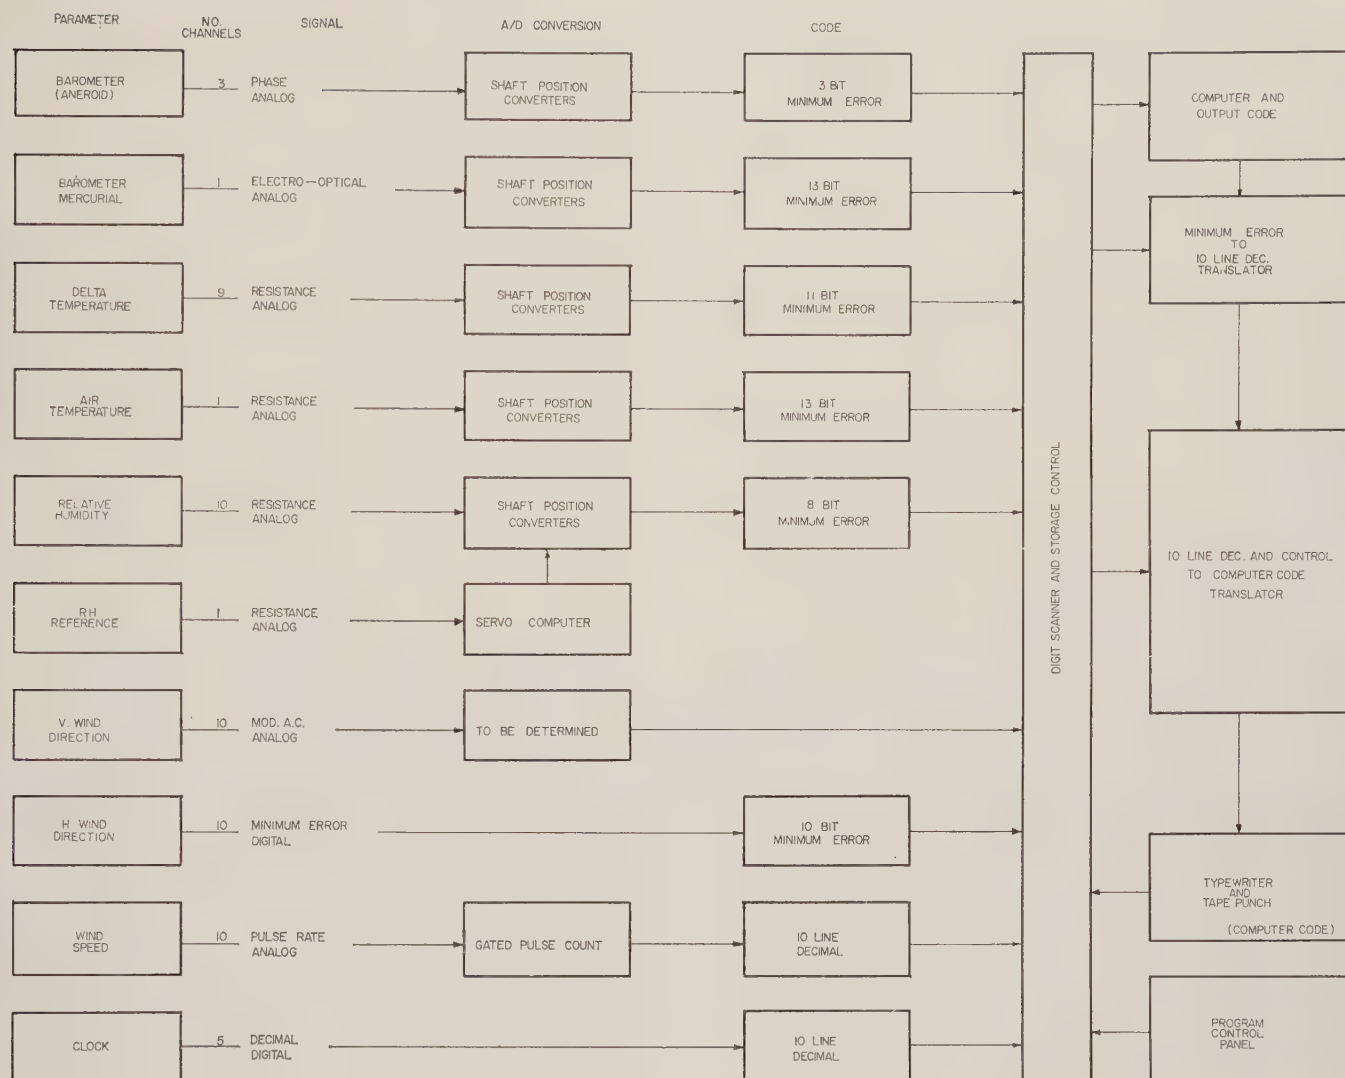 PARAMETER
NO.
CHANNELS
SIGNAL
A/D CONVERSION
CODE
BAROMETER
(ANEROID)
3
PHASE
ANALOG
SHAFT POSITION
CONVERTERS
3 BIT
MINIMUM ERROR
BAROMETER
MERCURIAL
1
ELECTRO-OPTICAL
ANALOG
SHAFT POSITION
CONVERTERS
13 BIT
MINIMUM ERROR
DELTA
TEMPERATURE
9
RESISTANCE
ANALOG
SHAFT POSITION
CONVERTERS
11 BIT
MINIMUM ERROR
AIR
TEMPERATURE
1
RESISTANCE
ANALOG
SHAFT POSITION
CONVERTERS
13 BIT
MINIMUM ERROR
RELATIVE
HUMIDITY
10
RESISTANCE
ANALOG
SHAFT POSITION
CONVERTERS
8 BIT
MINIMUM ERROR
RH
REFERENCE
1
RESISTANCE
ANALOG
SERVO COMPUTER
V. WIND
DIRECTION
10
MOD. A.C.
ANALOG
TO BE DETERMINED
H WIND
DIRECTION
10
MINIMUM ERROR
DIGITAL
10 BIT
MINIMUM ERROR
WIND
SPEED
10
PULSE RATE
ANALOG
GATED PULSE COUNT
10 LINE
DECIMAL
CLOCK
5
DECIMAL
DIGITAL
10 LINE
DECIMAL
DIGIT SCANNER AND STORAGE CONTROL
COMPUTER AND
OUTPUT CODE
MINIMUM ERROR
TO
10 LINE DEC.
TRANSLATOR
10 LINE DEC. AND CONTROL
TO COMPUTER CODE
TRANSLATOR
TYPEWRITER
AND
TAPE PUNCH
(COMPUTER CODE)
PROGRAM
CONTROL
PANEL